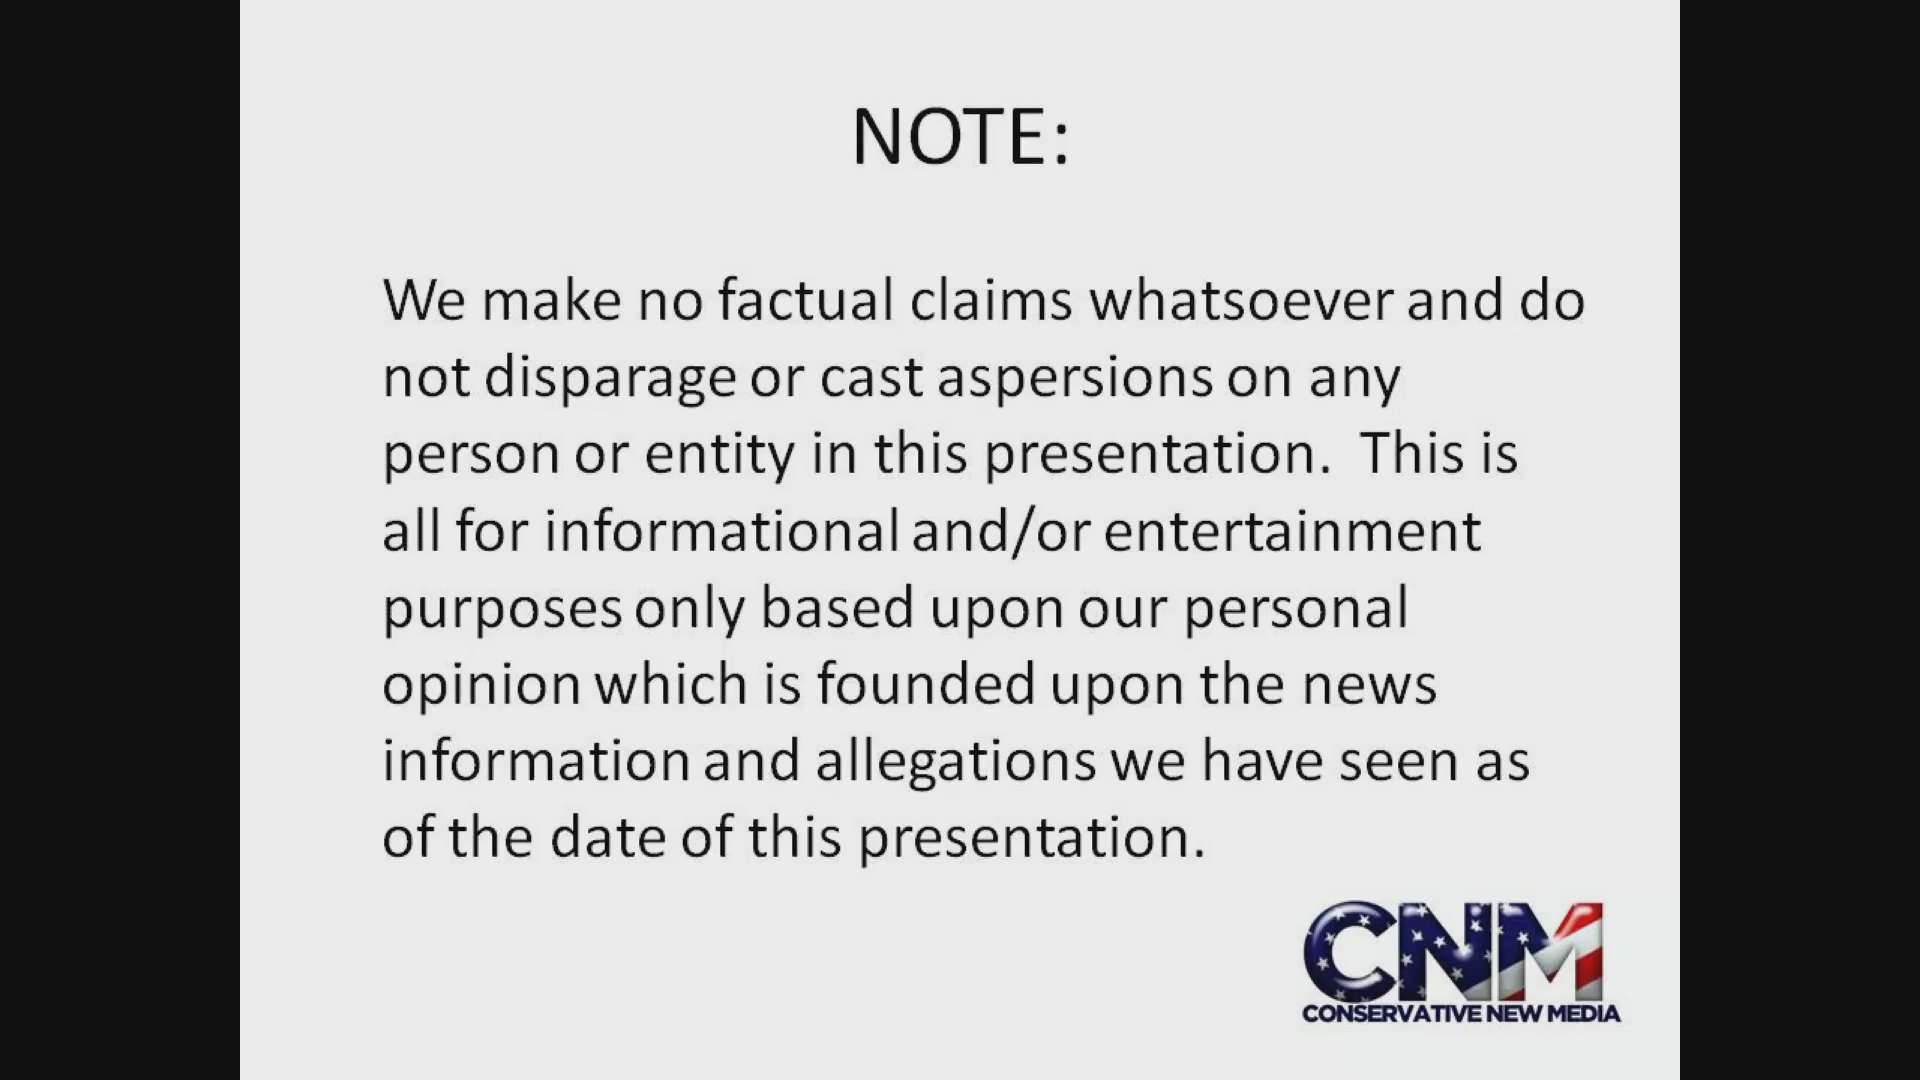 NOTE:
We make no factual claims whatsoever and do
not disparage or cast aspersions on any
person or entity in this presentation. This is
all for informational and/or entertainment
purposes only based upon our personal
opinion which is founded upon the news
information and allegations we have seen as
of the date of this presentation.
CNM
CONSERVATIVE NEW MEDIA